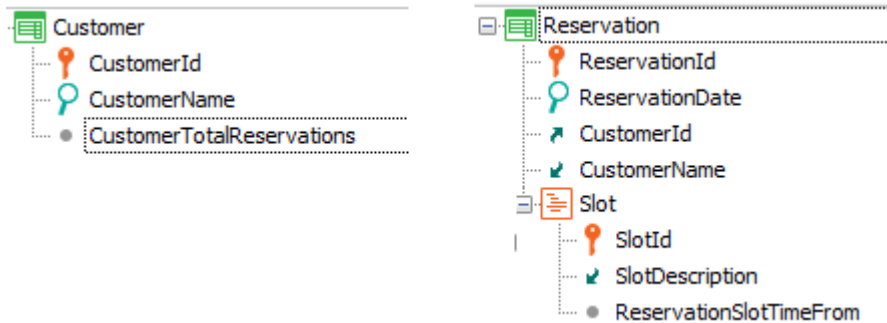 Customer
CustomerId
CustomerName
CustomerTotalReservations
Reservation
ReservationId
ReservationDate
CustomerId
CustomerName
Slot
SlotId
SlotDescription
ReservationSlotTimeFrom